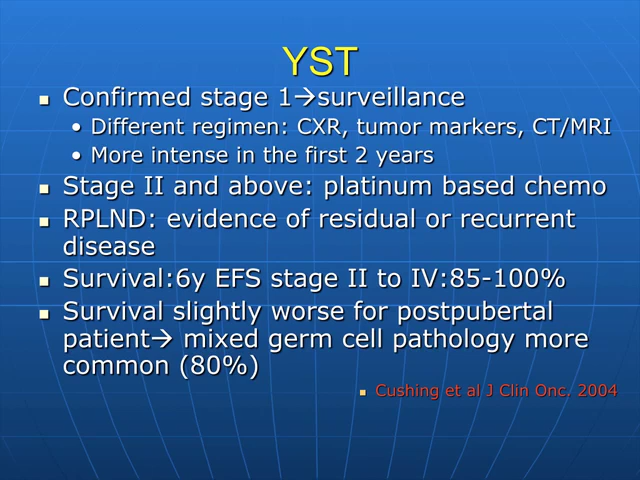 YST
Confirmed stage 1→surveillance
Different regimen: CXR, tumor markers, CT/MRI
More intense in the first 2 years
Stage II and above: platinum based chemo
RPLND: evidence of residual or recurrent
disease
Survival:6y EFS stage II to IV:85-100%
Survival slightly worse for postpubertal
patient→ mixed germ cell pathology more
common (80%)
Cushing et al J Clin Onc. 2004